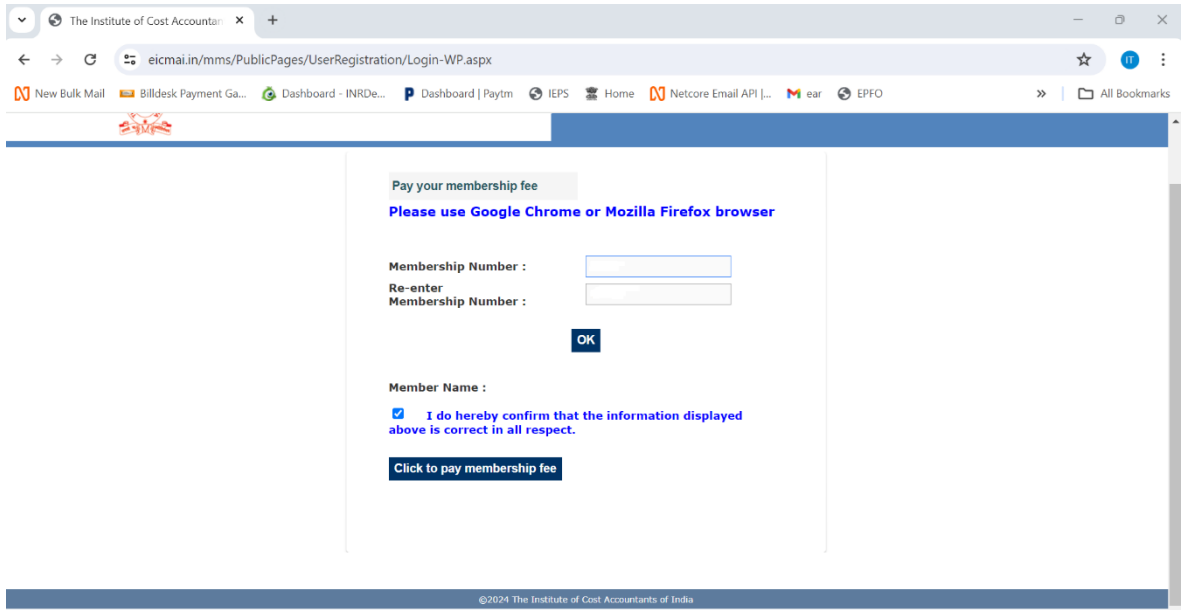 The Institute of Cost Accountan
eicmai.in/mms/PublicPages/UserRegistration/Login-WP.aspx
IT
New Bulk Mail Billdesk Payment Ga... Dashboard - INRDe... Dashboard | Paytm IEPS Home Netcore Email API |... ear EPFO » All Bookmarks
Pay your membership fee
Please use Google Chrome or Mozilla Firefox browser
Membership Number :
Re-enter
Membership Number :
OK
Member Name :
I do hereby confirm that the information displayed
above is correct in all respect.
Click to pay membership fee
©2024 The Institute of Cost Accountants of India